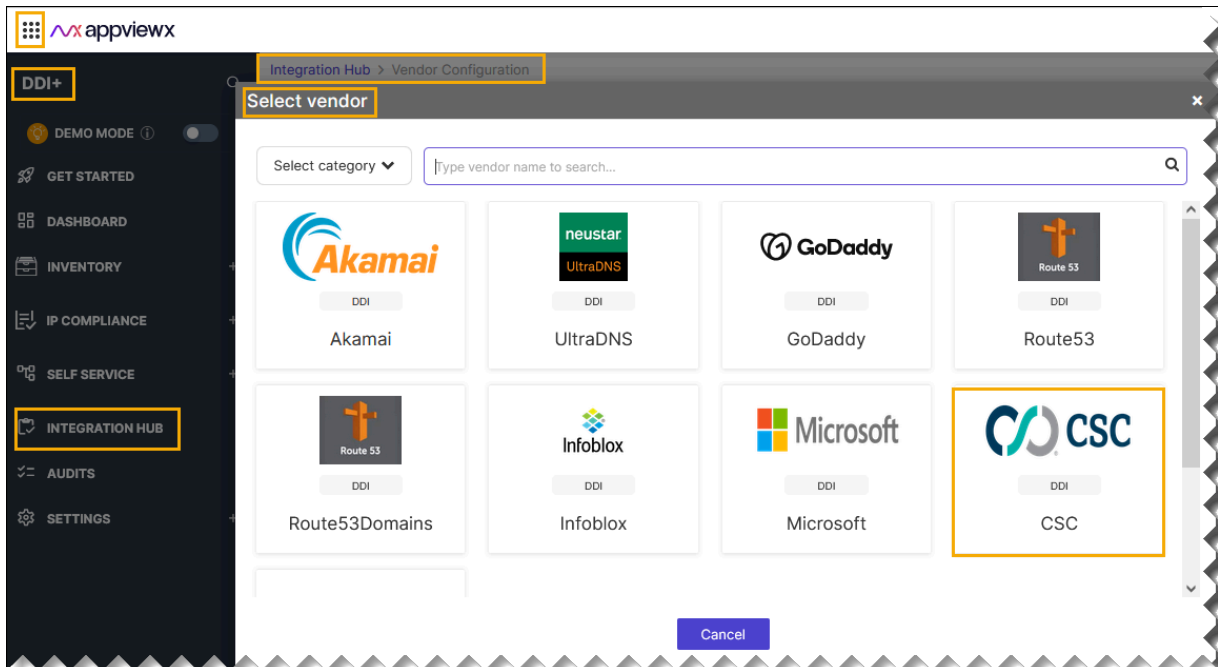 appviewx
DDI+
Integration Hub > Vendor Configuration
Select vendor
DEMO MODE
GET STARTED
DASHBOARD
INVENTORY
IP COMPLIANCE
SELF SERVICE
INTEGRATION HUB
AUDITS
SETTINGS
Select category
Type vendor name to search...
Akamai
DDI
Akamai
neustar
UltraDNS
DDI
UltraDNS
GoDaddy
DDI
GoDaddy
Route 53
DDI
Route53
Route 53
DDI
Route53Domains
Infoblox
DDI
Infoblox
Microsoft
DDI
Microsoft
CSC
DDI
CSC
Cancel